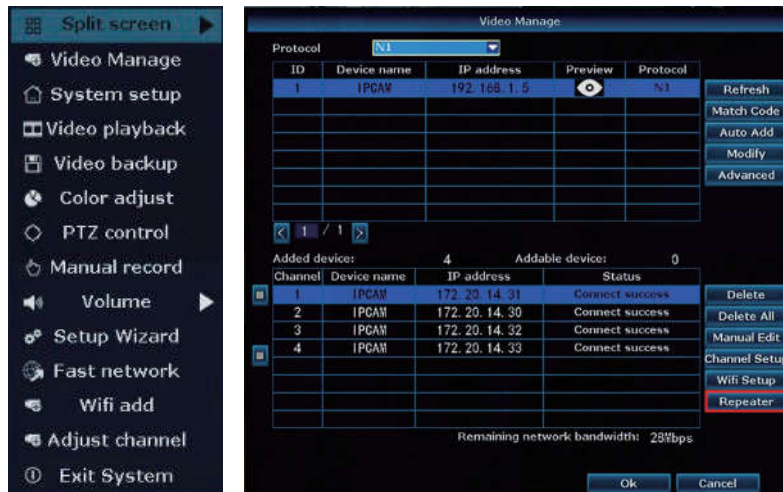 Split screen
Video Manage
System setup
Video playback
Video backup
Color adjust
PTZ control
Manual record
Volume
Setup Wizard
Fast network
Wifi add
Adjust channel
Exit System
Video Manage
Protocol N1
ID Device name IP address Preview Protocol
1 IPCAM 192. 168. 1. 5 N1
Refresh
Match Code
Auto Add
Modify
Advanced
1 / 1
Added device: 4 Addable device: 0
Channel Device name IP address Status
1 IPCAM 172. 20. 14. 31 Connect success
2 IPCAM 172. 20. 14. 30 Connect success
3 IPCAM 172. 20. 14. 32 Connect success
4 IPCAM 172. 20. 14. 33 Connect success
Delete
Delete All
Manual Edit
Channel Setup
Wifi Setup
Repeater
Remaining network bandwidth: 28Mbps
Ok Cancel